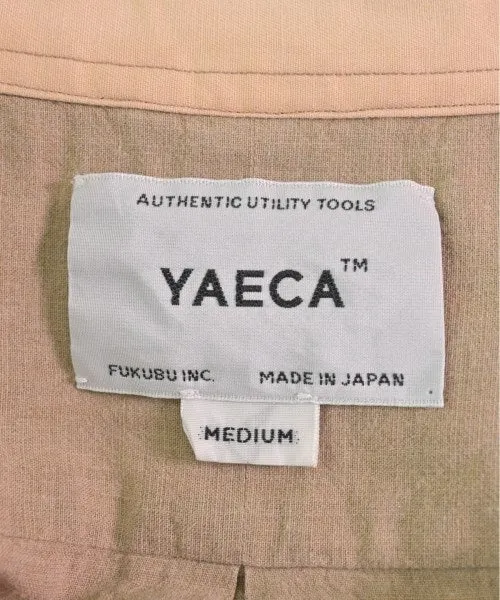 AUTHENTIC UTILITY TOOLS
YAECA™
FUKUBU INC. MADE IN JAPAN
MEDIUM